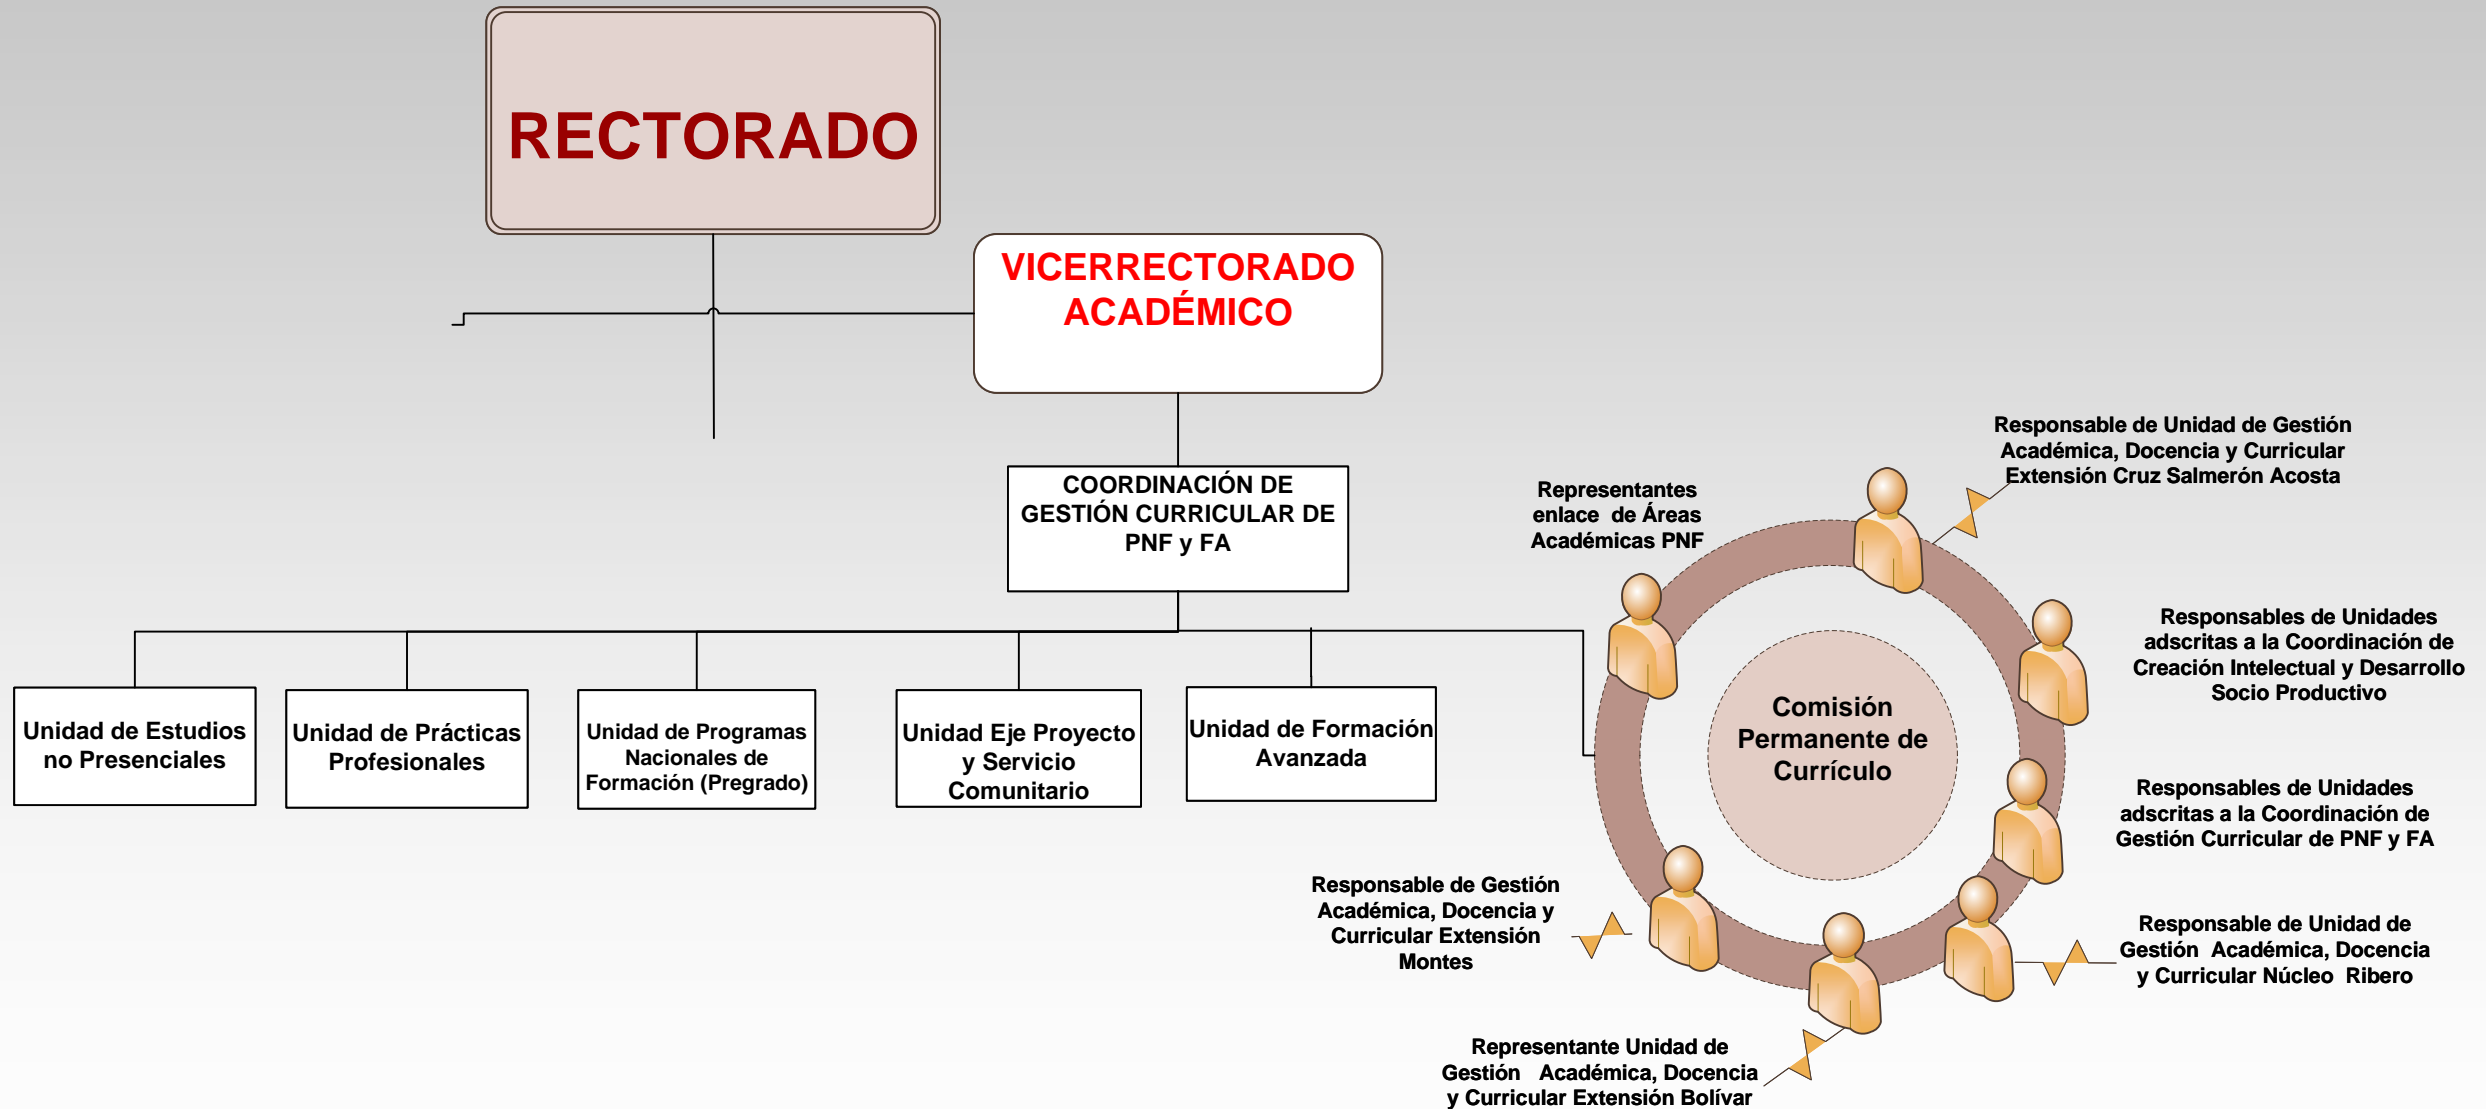 RECTORADO
VICERRECTORADO
ACADÉMICO
COORDINACIÓN DE
GESTIÓN CURRICULAR DE
PNF y FA
Unidad de Estudios
no Presenciales
Unidad de Prácticas
Profesionales
Unidad de Programas
Nacionales de
Formación (Pregrado)
Unidad Eje Proyecto
y Servicio
Comunitario
Unidad de Formación
Avanzada
Comisión
Permanente de
Currículo
Representantes
enlace de Áreas
Académicas PNF
Responsable de Unidad de Gestión
Académica, Docencia y Curricular
Extensión Cruz Salmerón Acosta
Responsables de Unidades
adscritas a la Coordinación de
Creación Intelectual y Desarrollo
Socio Productivo
Responsables de Unidades
adscritas a la Coordinación de
Gestión Curricular de PNF y FA
Responsable de Unidad de
Gestión Académica, Docencia
y Curricular Núcleo Ribero
Representante Unidad de
Gestión Académica, Docencia
y Curricular Extensión Bolívar
Responsable de Gestión
Académica, Docencia y
Curricular Extensión
Montes